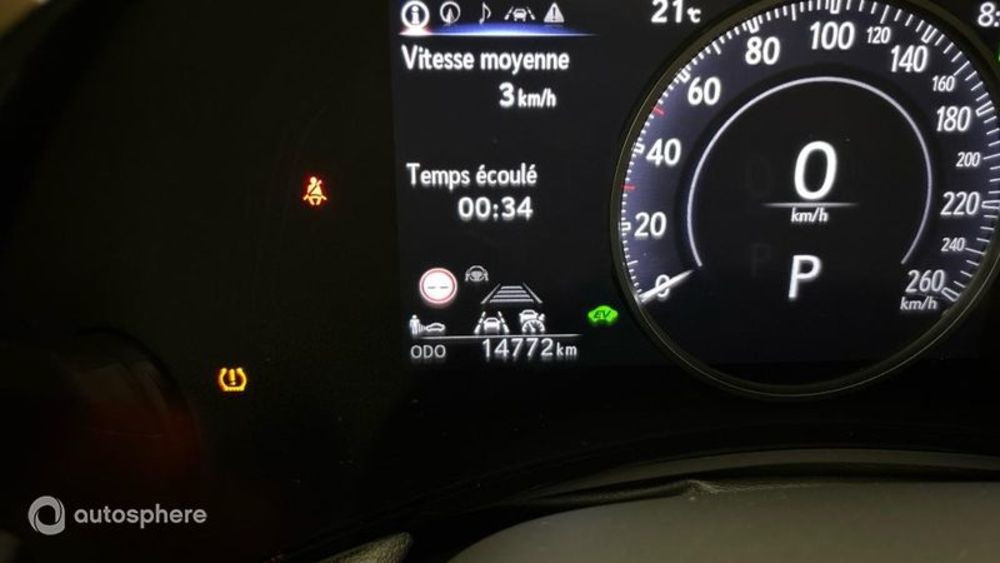 21°C
8:
Vitesse moyenne
3 km/h
Temps écoulé
00:34
0
20
40
60
80
100
120
140
160
180
200
220
240
260
km/h
0
km/h
P
EV
ODO 14772 km
autosphere